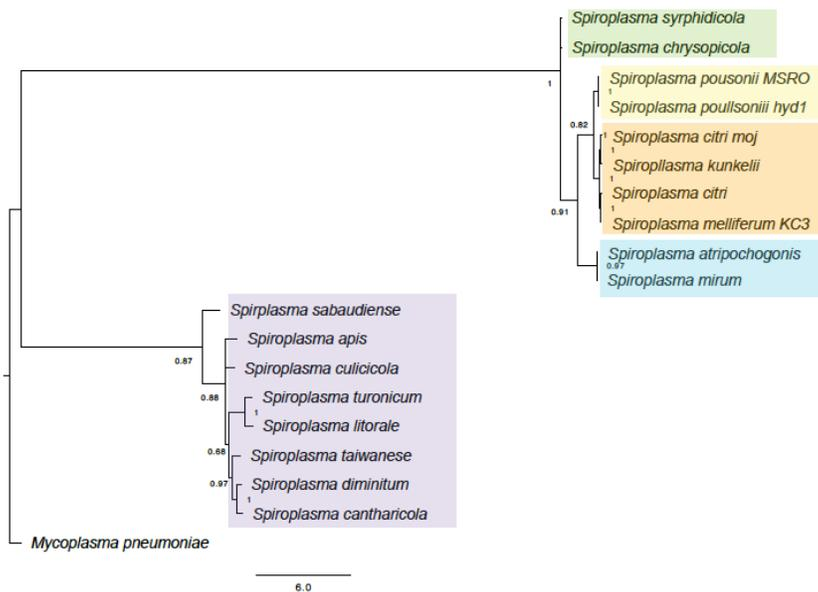 Spiroplasma syrphidicola
Spiroplasma chrysopicola
1
Spiroplasma pousonii MSRO
1
Spiroplasma poullsoniii hyd1
0.82
1
Spiroplasma citri moj
1
Spiropllasma kunkelii
1
Spiroplasma citri
1
Spiroplasma melliferum KC3
0.91
Spiroplasma atripochogonis
0.97
Spiroplasma mirum
Spirplasma sabaudiense
Spiroplasma apis
0.87
Spiroplasma culicicola
0.88
Spiroplasma turonicum
1
Spiroplasma litorale
0.68
Spiroplasma taiwanese
0.97
Spiroplasma diminitum
1
Spiroplasma cantharicola
Mycoplasma pneumoniae
6.0